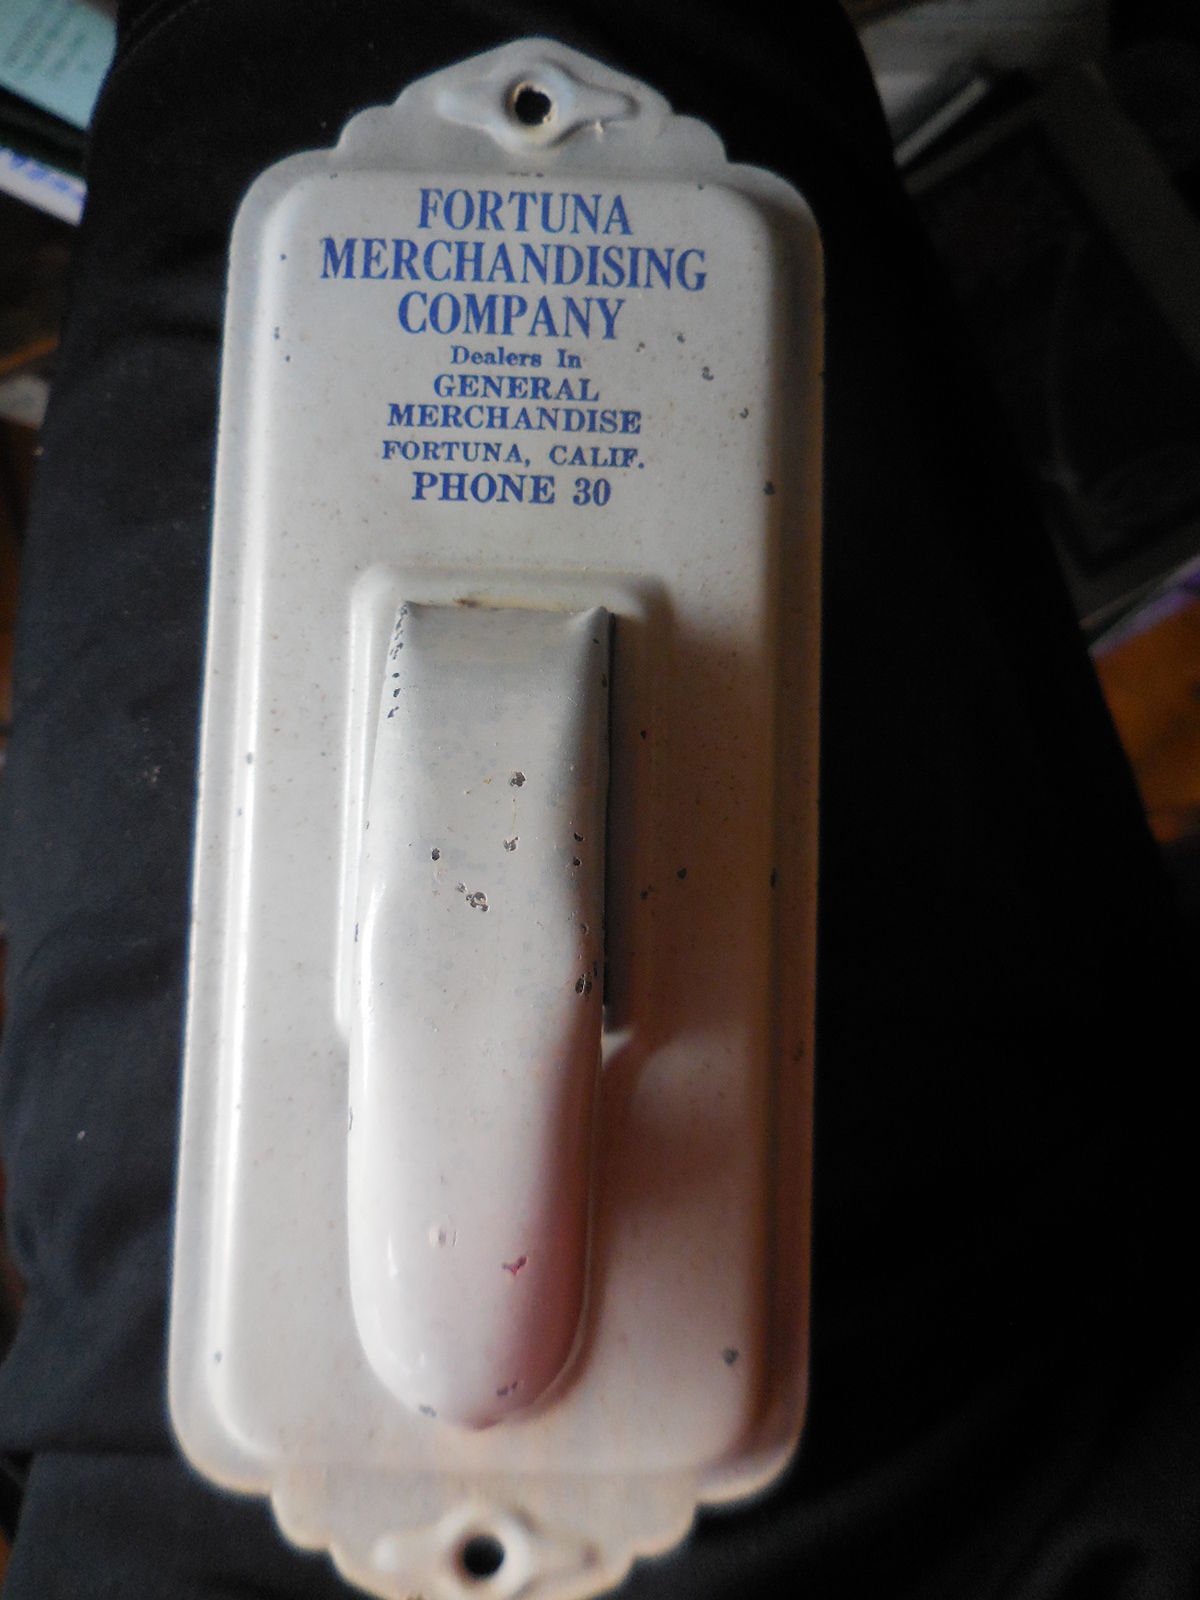 FORTUNA
MERCHANDISING
COMPANY
Dealers In
GENERAL
MERCHANDISE
FORTUNA, CALIF.
PHONE 30